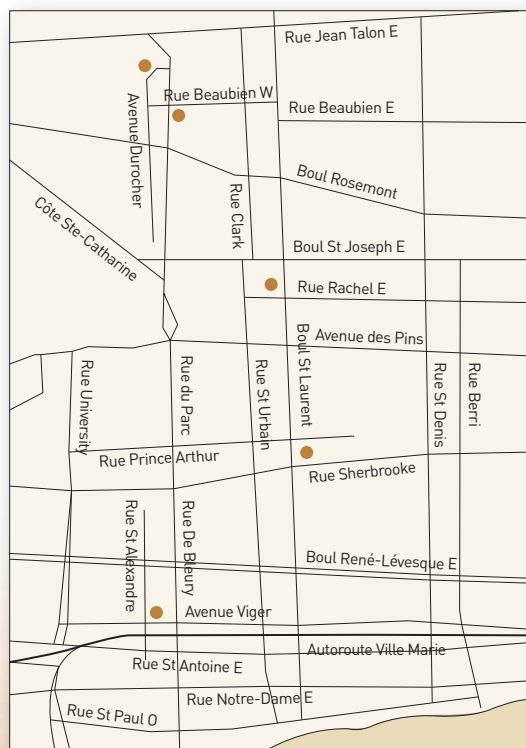 Rue Jean Talon E
Rue Beaubien W
Rue Beaubien E
Avenue Durocher
Boul Rosemont
Rue Clark
Côte Ste-Catharine
Boul St Joseph E
Rue Rachel E
Boul St Laurent
Avenue des Pins
Rue University
Rue du Parc
Rue St Urbain
Rue St Denis
Rue Berri
Rue Prince Arthur
Rue Sherbrooke
Rue St Alexandre
Rue De Bleury
Boul René-Lévesque E
Avenue Viger
Autoroute Ville Marie
Rue St Antoine E
Rue Notre-Dame E
Rue St Paul O